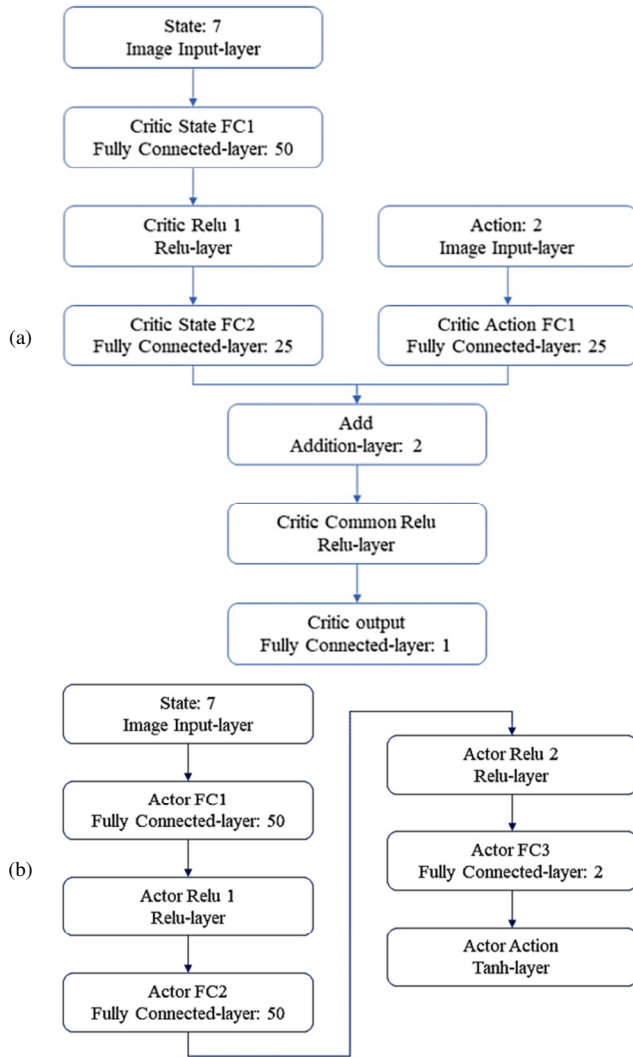 State: 7
Image Input-layer
Critic State FC1
Fully Connected-layer: 50
Critic Relu 1
Relu-layer
Action: 2
Image Input-layer
(a)
Critic State FC2
Fully Connected-layer: 25
Critic Action FC1
Fully Connected-layer: 25
Add
Addition-layer: 2
Critic Common Relu
Relu-layer
Critic output
Fully Connected-layer: 1
State: 7
Image Input-layer
Actor FC1
Fully Connected-layer: 50
(b)
Actor Relu 1
Relu-layer
Actor FC2
Fully Connected-layer: 50
Actor Relu 2
Relu-layer
Actor FC3
Fully Connected-layer: 2
Actor Action
Tanh-layer